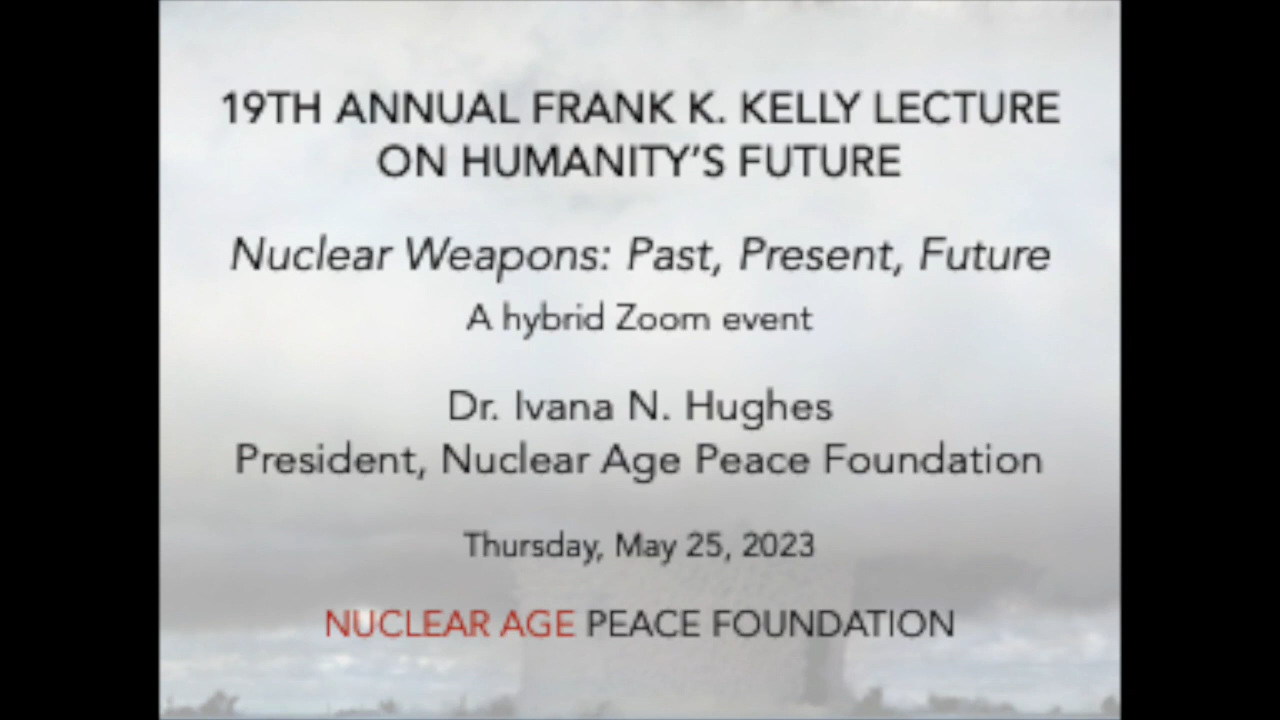 19TH ANNUAL FRANK K. KELLY LECTURE
ON HUMANITY'S FUTURE
Nuclear Weapons: Past, Present, Future
A hybrid Zoom event
Dr. Ivana N. Hughes
President, Nuclear Age Peace Foundation
Thursday, May 25, 2023
NUCLEAR AGE PEACE FOUNDATION